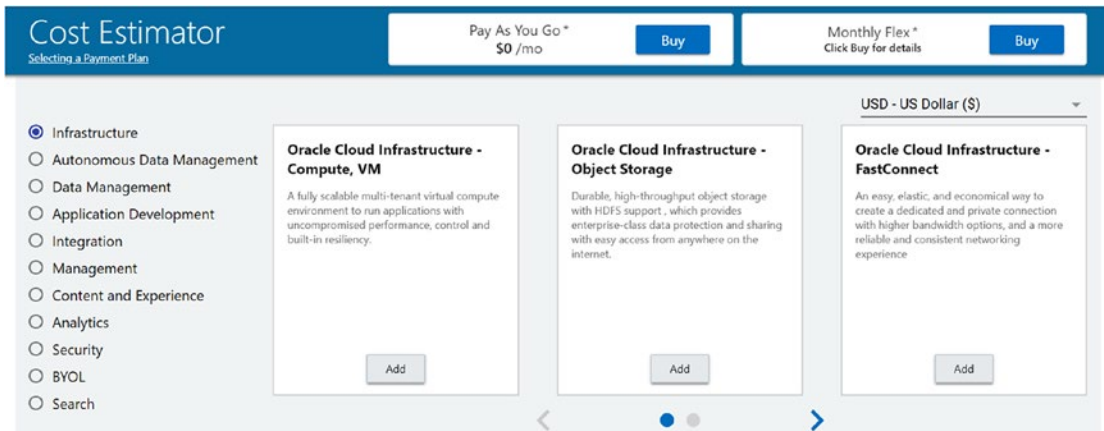 Cost Estimator
Selecting a Payment Plan
Pay As You Go*
$0 /mo
Buy
Monthly Flex*
Click Buy for details
Buy
USD - US Dollar ($)
Infrastructure
Autonomous Data Management
Data Management
Application Development
Integration
Management
Content and Experience
Analytics
Security
BYOL
Search
Oracle Cloud Infrastructure -
Compute, VM
A fully scalable multi-tenant virtual compute
environment to run applications with
uncompromised performance, control and
built-in resiliency.
Add
Oracle Cloud Infrastructure -
Object Storage
Durable, high-throughput object storage
with HDFS support , which provides
enterprise-class data protection and sharing
with easy access from anywhere on the
internet.
Add
Oracle Cloud Infrastructure -
FastConnect
An easy, elastic, and economical way to
create a dedicated and private connection
with higher bandwidth options, and a more
reliable and consistent networking
experience
Add